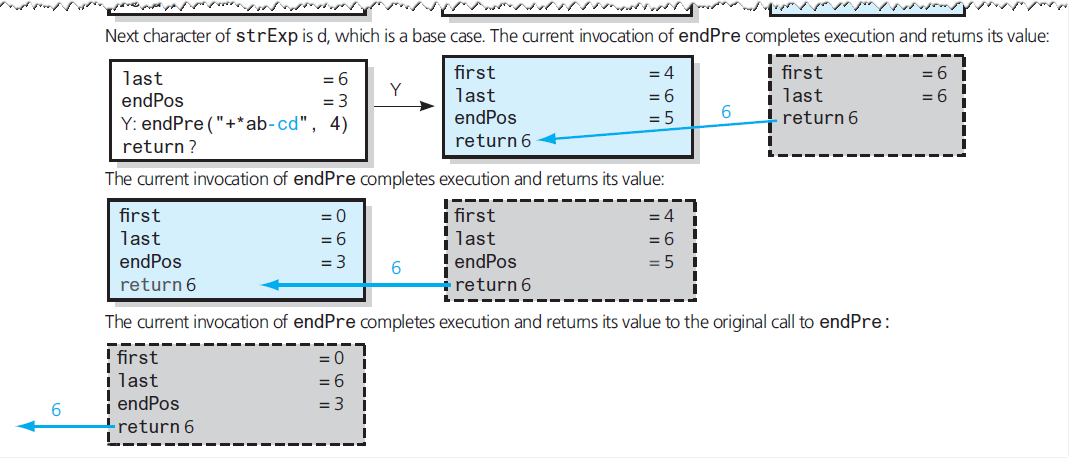 Next character of strExp is d, which is a base case. The current invocation of endPre completes execution and returns its value:
last = 6
endPos = 3
Y: endPre("+*ab-cd", 4)
return ?
Y
first = 4
last = 6
endPos = 5
return 6
6
first = 6
last = 6
return 6
The current invocation of endPre completes execution and returns its value:
first = 0
last = 6
endPos = 3
return 6
6
first = 4
last = 6
endPos = 5
return 6
The current invocation of endPre completes execution and returns its value to the original call to endPre:
first = 0
last = 6
endPos = 3
return 6
6